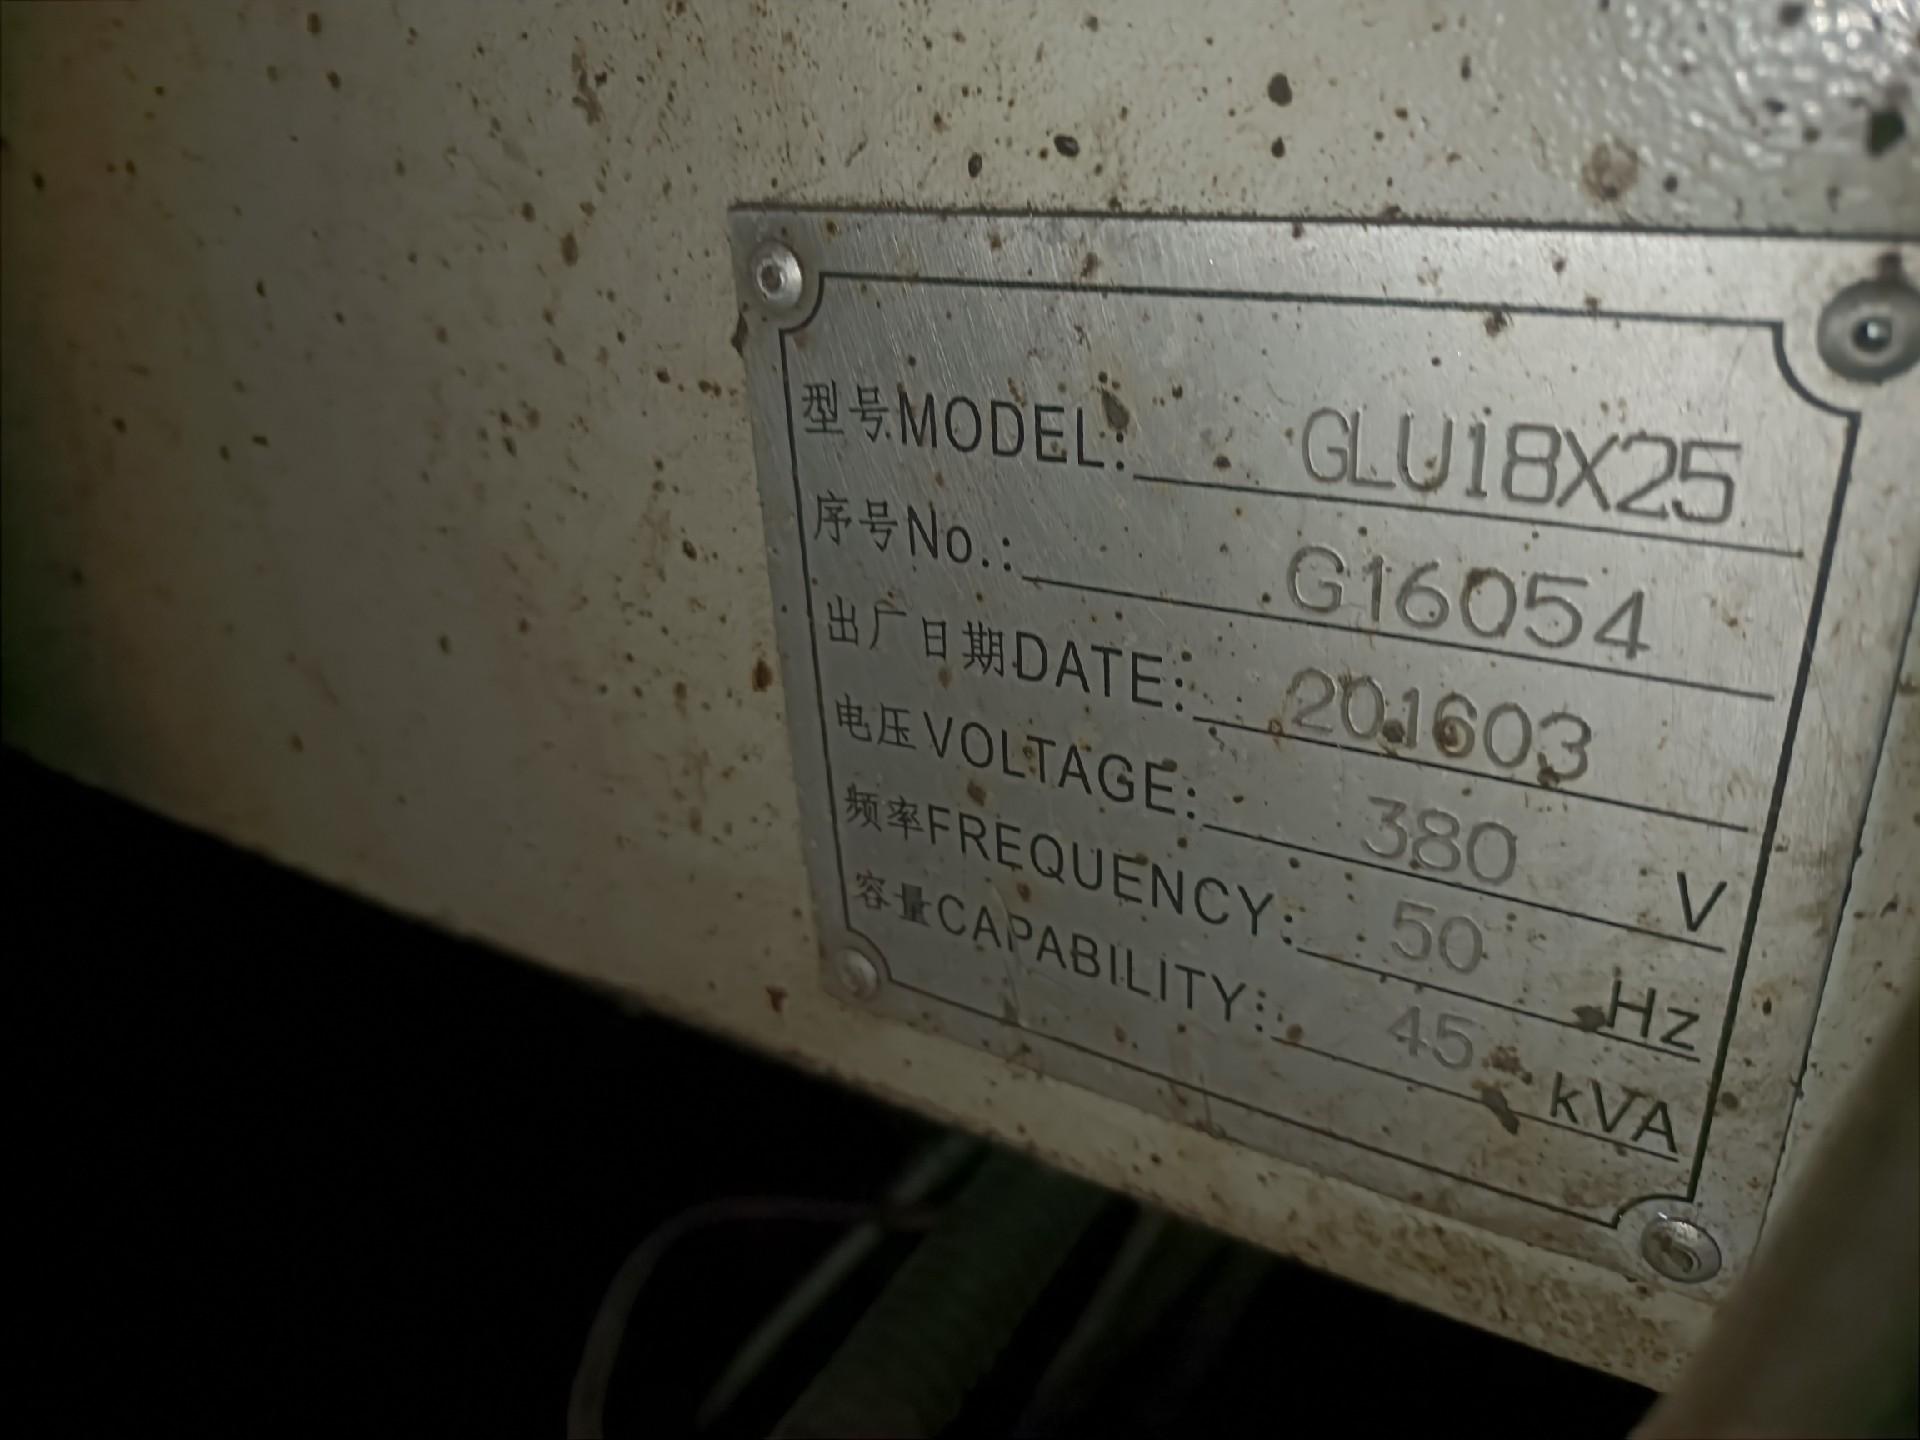 型号MODEL: GLU18X25
序号No.: G16054
出厂日期DATE: 201603
电压VOLTAGE: 380 V
频率FREQUENCY: 50 Hz
容量CAPABILITY: 45 kVA